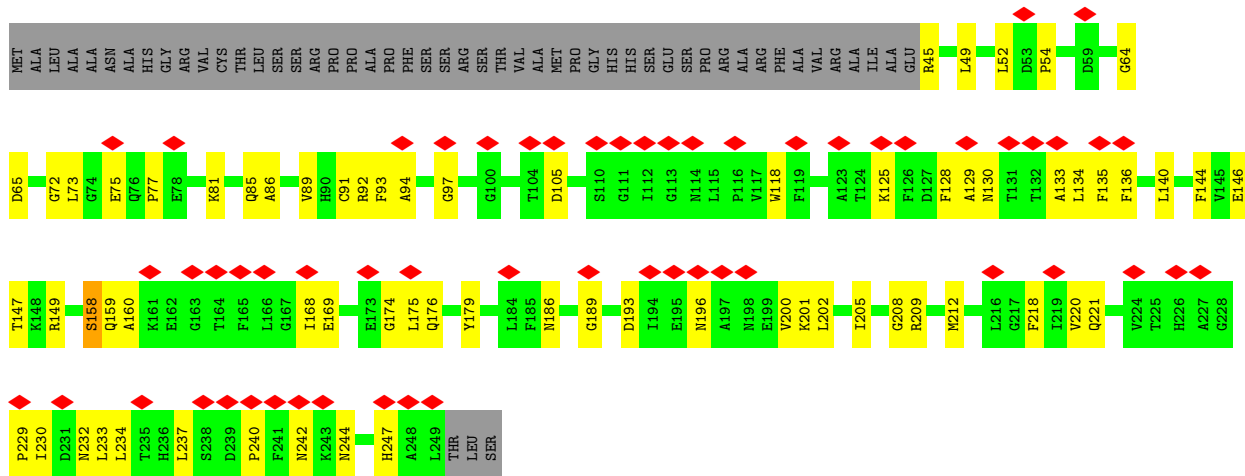 MET ALA LEU ALA ALA ASN ALA HIS GLY ARG VAL CYS THR LEU SER SER ARG PRO PRO ALA PRO PHE SER SER ARG SER THR VAL ALA MET PRO GLY HIS HIS SER GLU SER PRO ARG ALA ARG PHE ALA VAL ARG ALA ILE ALA GLU R45 L49 L52 D53 P54 D59 G64
D65 G72 L73 G74 E75 Q76 P77 E78 K81 Q85 A86 V89 H90 C91 R92 F93 A94 G97 G100 T104 D105 S110 G111 I112 G113 N114 L115 P116 V117 W118 F119 A123 T124 K125 F126 D127 F128 A129 N130 T131 T132 A133 L134 F135 F136 L140 F144 V145 E146
T147 K148 R149 S158 Q159 A160 K161 E162 G163 T164 F165 L166 G167 I168 E169 E173 G174 L175 Q176 Y179 L184 F185 N186 G189 D193 I194 E195 N196 A197 N198 E199 V200 K201 L202 I205 G208 R209 M212 L216 G217 F218 I219 V220 Q221 V224 T225 H226 A227 G228
P229 I230 D231 N232 L233 L234 T235 H236 L237 S238 D239 P240 F241 N242 K243 N244 H247 A248 L249 THR LEU SER